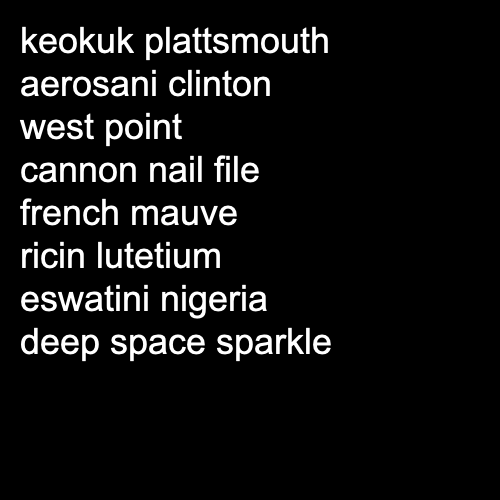 keokuk plattsmouth
aerosani clinton
west point
cannon nail file
french mauve
ricin lutetium
eswatini nigeria
deep space sparkle